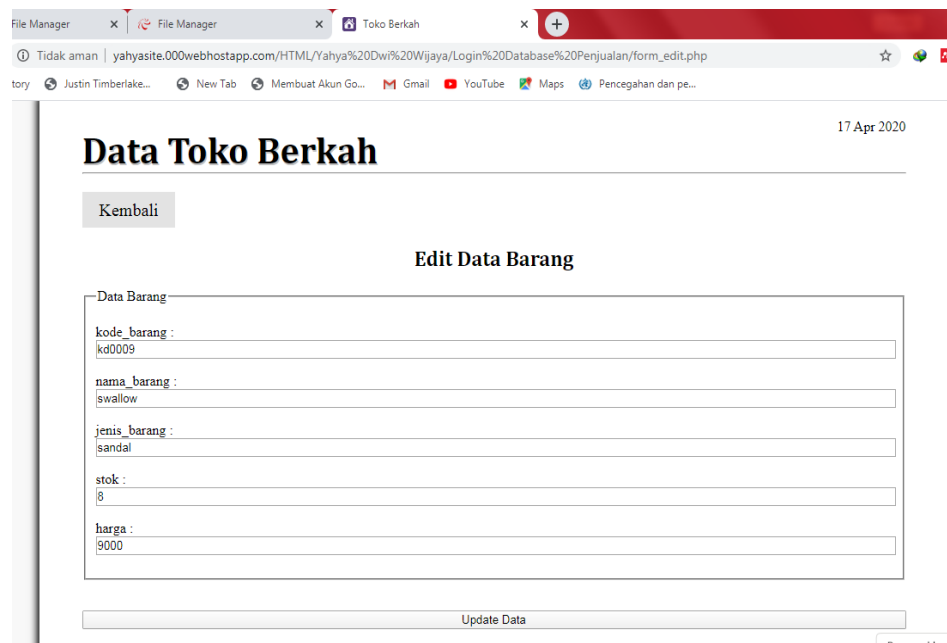 File Manager File Manager Toko Berkah
Tidak aman | yahyasite.000webhostapp.com/HTML/Yahya%20Dwi%20Wijaya/Login%20Database%20Penjualan/form_edit.php
tory Justin Timberlake... New Tab Membuat Akun Go... Gmail YouTube Maps Pencegahan dan pe...
17 Apr 2020
Data Toko Berkah
Kembali
Edit Data Barang
Data Barang
kode_barang :
kd0009
nama_barang :
swallow
jenis_barang :
sandal
stok :
8
harga :
9000
Update Data